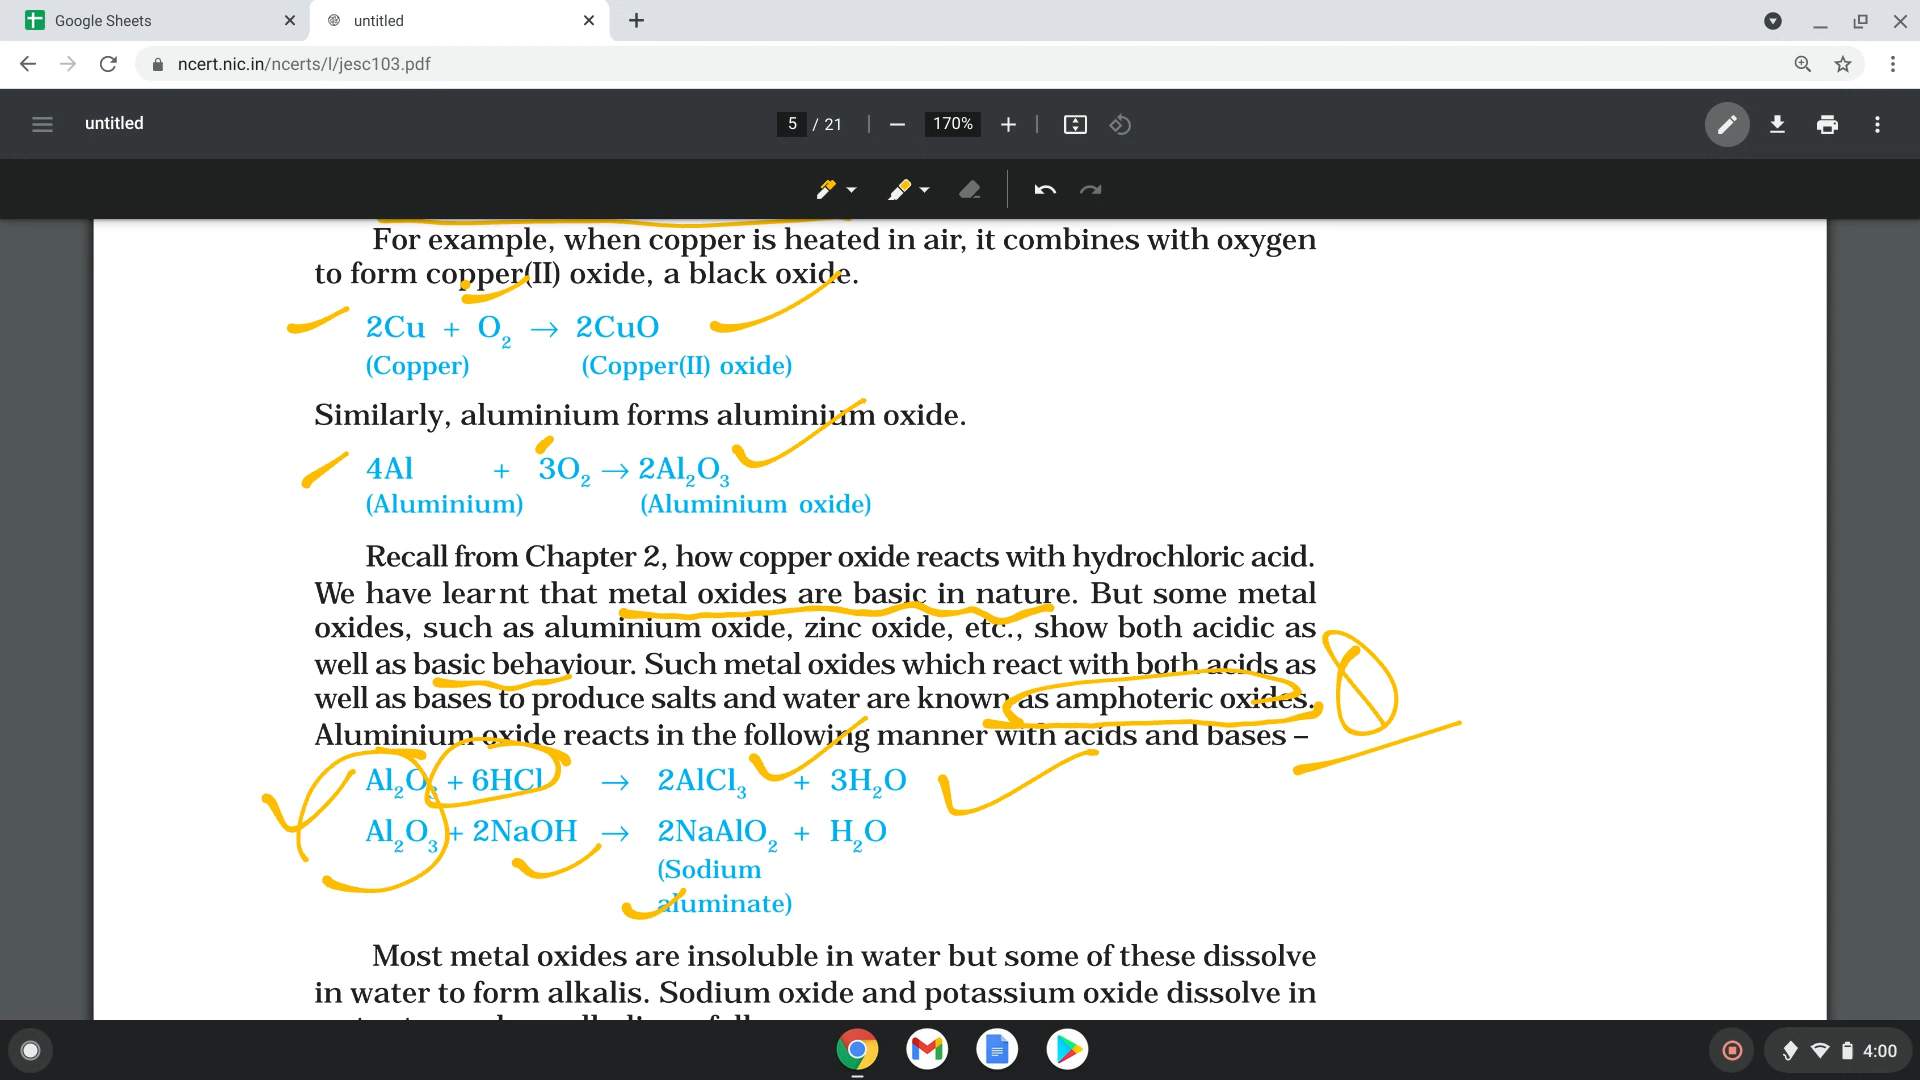 Google Sheets
untitled
ncert.nic.in/ncerts/l/jesc103.pdf
untitled
5 / 21
170%
For example, when copper is heated in air, it combines with oxygen
to form copper(II) oxide, a black oxide.
2Cu + O₂ → 2CuO
(Copper) (Copper(II) oxide)
Similarly, aluminium forms aluminium oxide.
4Al + 3O₂ → 2Al₂O₃
(Aluminium) (Aluminium oxide)
Recall from Chapter 2, how copper oxide reacts with hydrochloric acid.
We have learnt that metal oxides are basic in nature. But some metal
oxides, such as aluminium oxide, zinc oxide, etc., show both acidic as
well as basic behaviour. Such metal oxides which react with both acids as
well as bases to produce salts and water are known as amphoteric oxides.
Aluminium oxide reacts in the following manner with acids and bases –
Al₂O₃ + 6HCl → 2AlCl₃ + 3H₂O
Al₂O₃ + 2NaOH → 2NaAlO₂ + H₂O
(Sodium
aluminate)
Most metal oxides are insoluble in water but some of these dissolve
in water to form alkalis. Sodium oxide and potassium oxide dissolve in
4:00